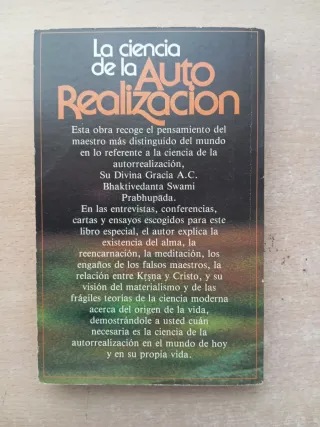 La ciencia
de la Auto
Realizacion
Esta obra recoge el pensamiento del
maestro más distinguido del mundo
en lo referente a la ciencia de la
autorrealización,
Su Divina Gracia A.C.
Bhaktivedanta Swami
Prabhupāda.
En las entrevistas, conferencias,
cartas y ensayos escogidos para este
libro especial, el autor explica la
existencia del alma, la
reencarnación, la meditación, los
engaños de los falsos maestros, la
relación entre Kṛṣṇa y Cristo, y su
visión del materialismo y de las
frágiles teorías de la ciencia moderna
acerca del origen de la vida,
demostrándole a usted cuán
necesaria es la ciencia de la
autorrealización en el mundo de hoy
y en su propia vida.